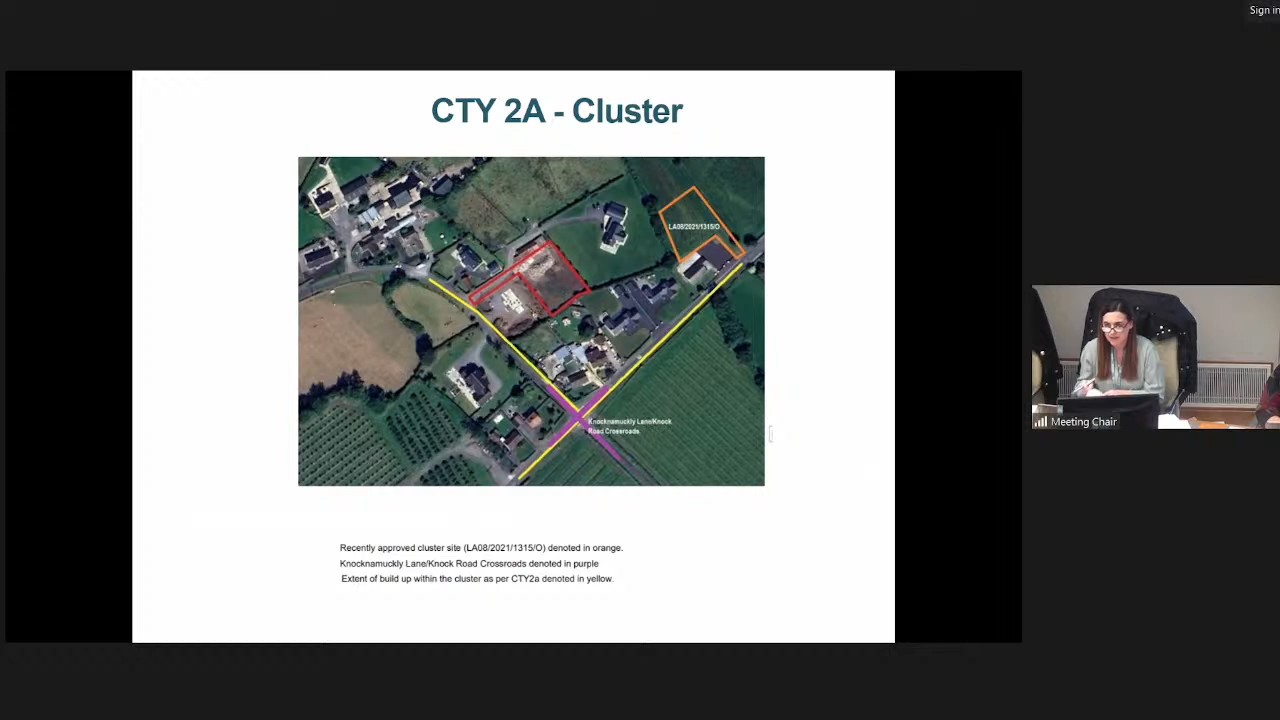 Sign in
CTY 2A - Cluster
LA08/2021/1315/O
Knocknamuckly Lane/Knock
Road Crossroads.
Meeting Chair
Recently approved cluster site (LA08/2021/1315/O) denoted in orange.
Knocknamuckly Lane/Knock Road Crossroads denoted in purple
Extent of build up within the cluster as per CTY2a denoted in yellow.